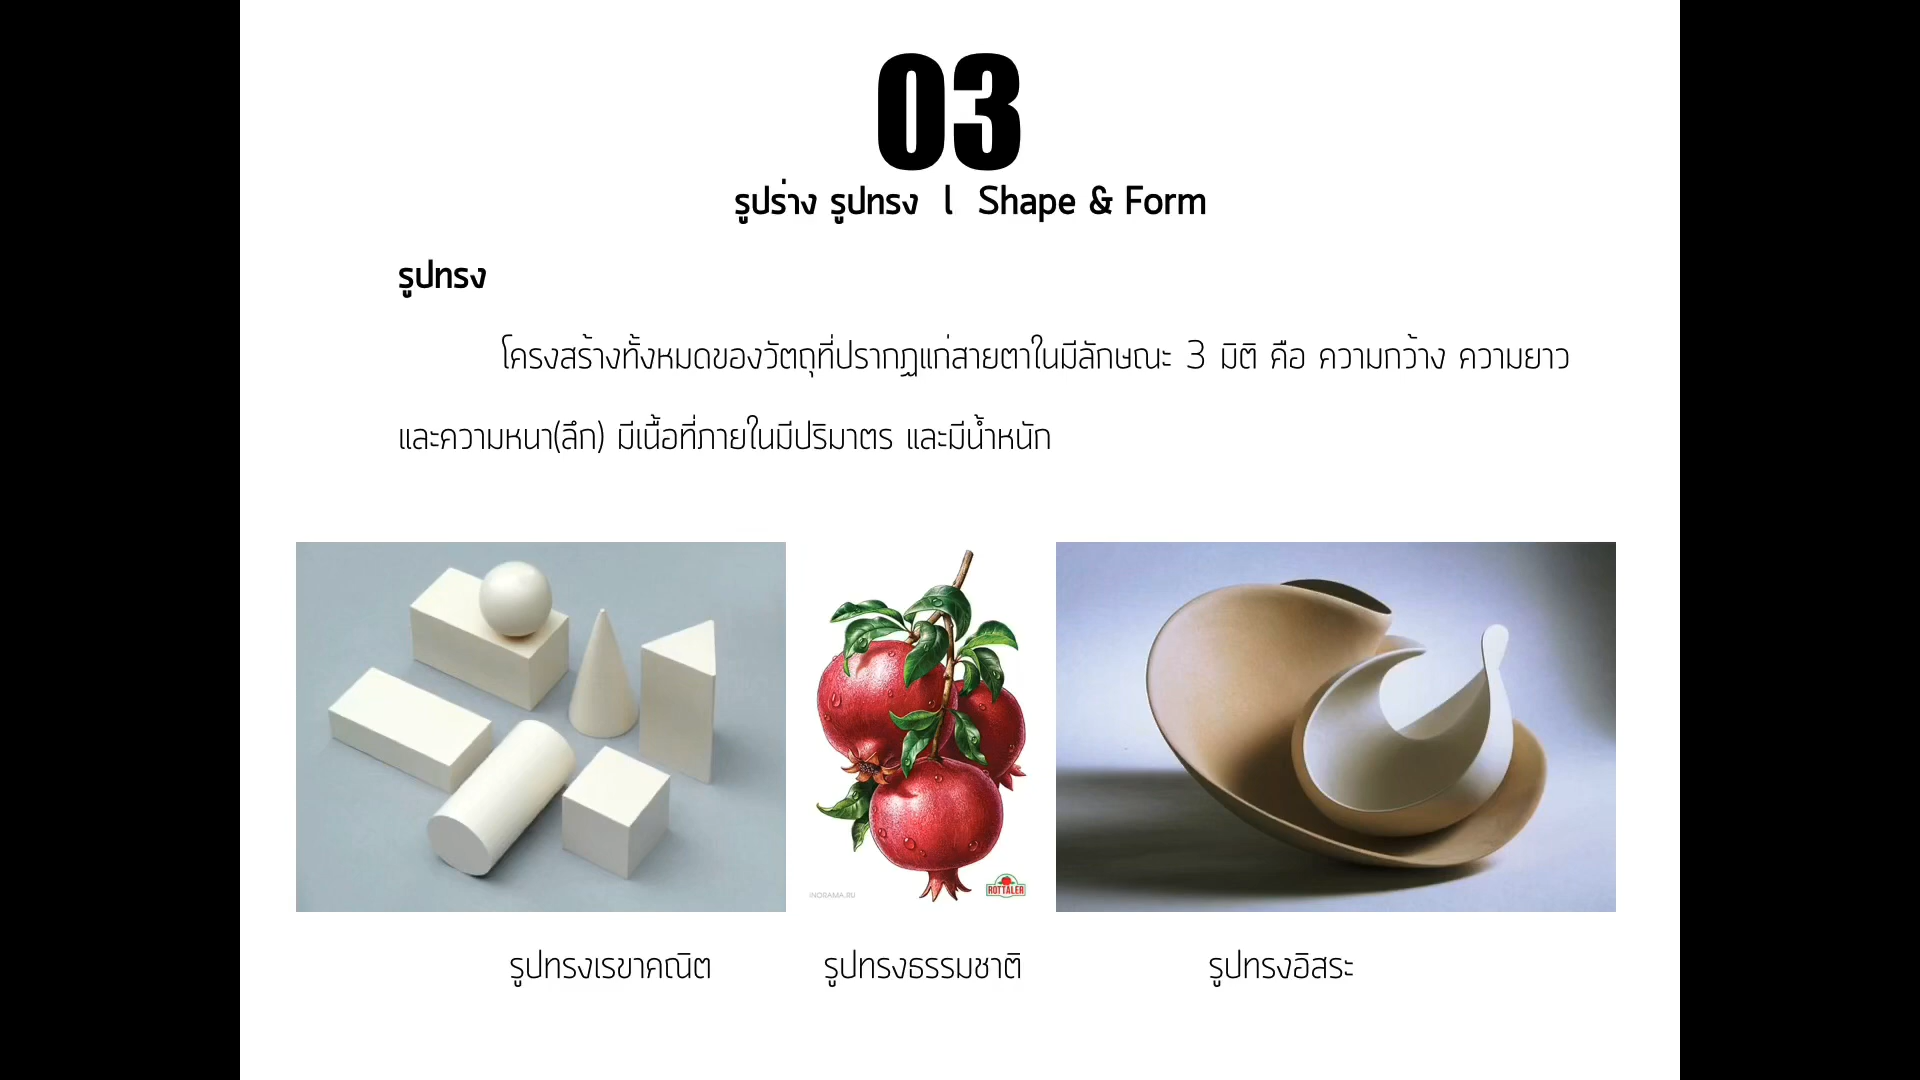 03
รูปร่าง รูปทรง l Shape & Form
รูปทรง
โครงสร้างทั้งหมดของวัตถุที่ปรากฏแก่สายตาในมีลักษณะ 3 มิติ คือ ความกว้าง ความยาว
และความหนา(ลึก) มีเนื้อที่ภายในมีปริมาตร และมีน้ำหนัก
INORAMA.RU
ROTTALER
รูปทรงเรขาคณิต
รูปทรงธรรมชาติ
รูปทรงอิสระ